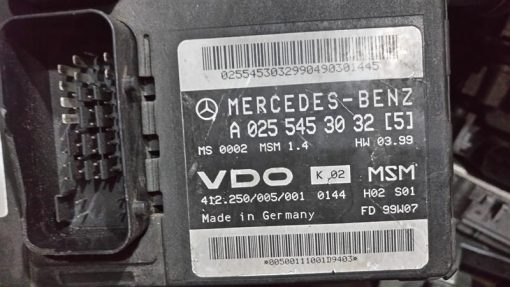 0255453032990490301445
MERCEDES-BENZ
A 025 545 30 32 [5]
MS 0002 MSM 1.4 HW 03.99
VDO K 02 MSM
412.250/005/001 0144 H02 S01
Made in Germany FD 99W07
*00500111001D9403*